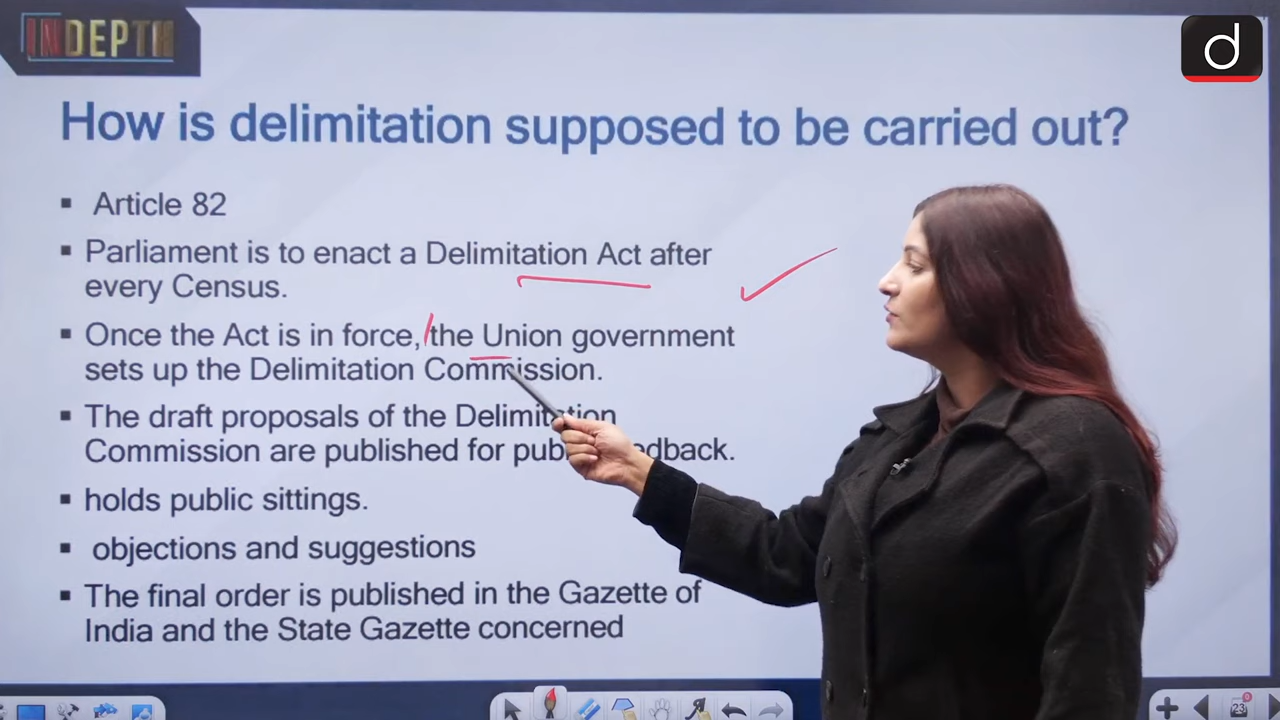 INDEPTH
d
How is delimitation supposed to be carried out?
▪ Article 82
▪ Parliament is to enact a Delimitation Act after
every Census.
▪ Once the Act is in force, the Union government
sets up the Delimitation Commission.
▪ The draft proposals of the Delimitation
Commission are published for pub dback.
▪ holds public sittings.
▪ objections and suggestions
▪ The final order is published in the Gazette of
India and the State Gazette concerned
23